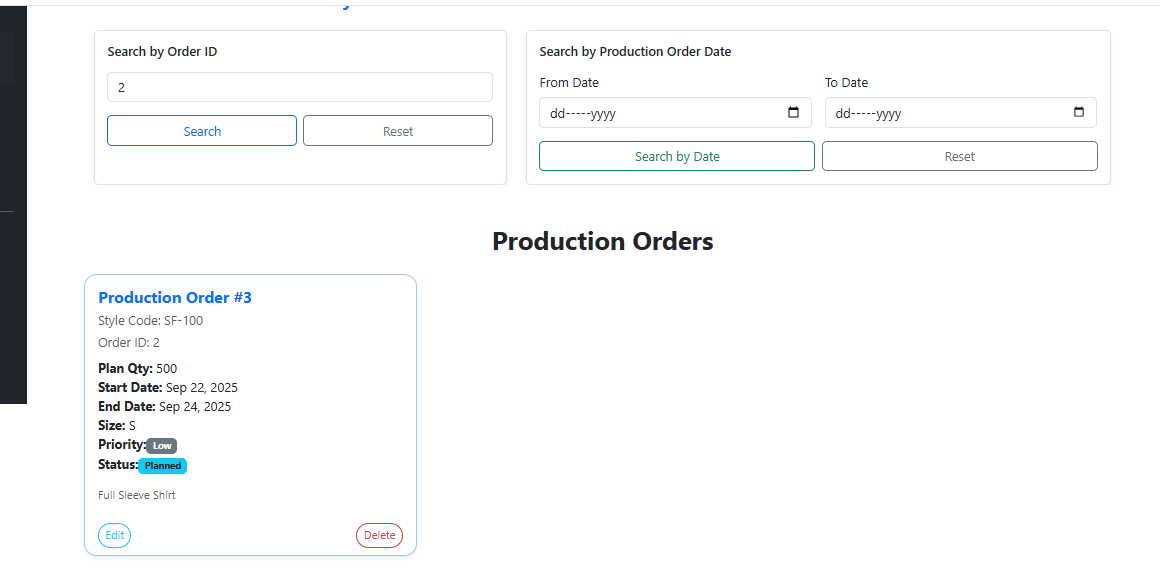 Search by Order ID
2
Search
Reset
Search by Production Order Date
From Date
To Date
dd-----yyyy
dd-----yyyy
Search by Date
Reset
Production Orders
Production Order #3
Style Code: SF-100
Order ID: 2
Plan Qty: 500
Start Date: Sep 22, 2025
End Date: Sep 24, 2025
Size: S
Priority: Low
Status: Planned
Full Sleeve Shirt
Edit
Delete